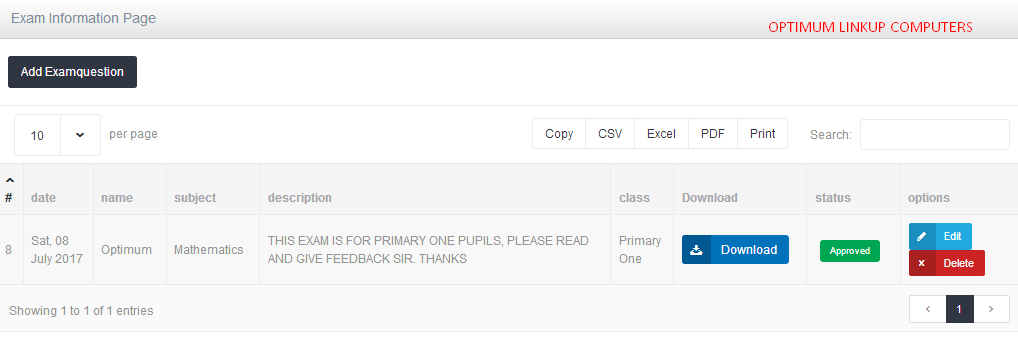 Exam Information Page
OPTIMUM LINKUP COMPUTERS
Add Examquestion
10 per page Copy CSV Excel PDF Print Search:
# date name subject description class Download status options
8 Sat, 08 July 2017 Optimum Mathematics THIS EXAM IS FOR PRIMARY ONE PUPILS, PLEASE READ
AND GIVE FEEDBACK SIR. THANKS Primary One Download Approved Edit
Delete
Showing 1 to 1 of 1 entries 1